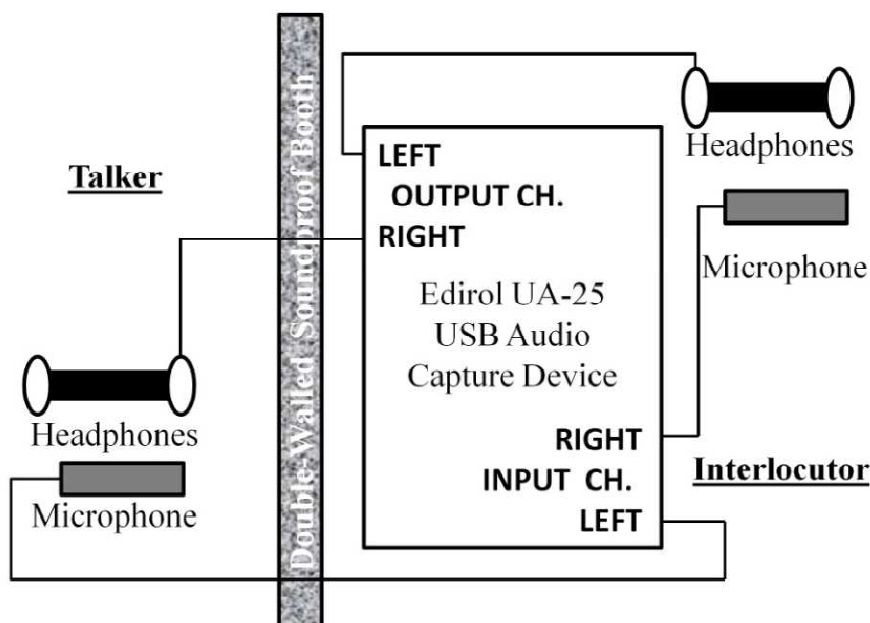 Talker
Headphones
Microphone
Double-Walled Soundproof Booth
LEFT
OUTPUT CH.
RIGHT
Edirol UA-25
USB Audio
Capture Device
RIGHT
INPUT CH.
LEFT
Headphones
Microphone
Interlocutor